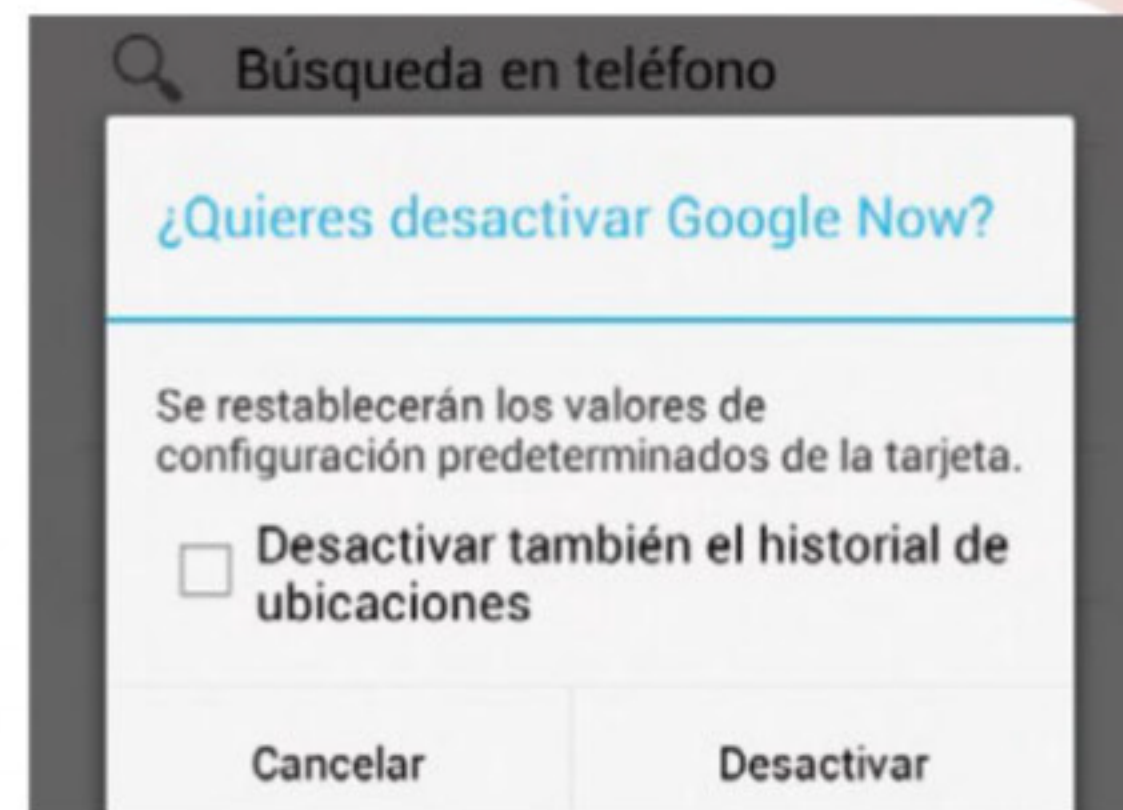 Búsqueda en teléfono
¿Quieres desactivar Google Now?
Se restablecerán los valores de
configuración predeterminados de la tarjeta.
Desactivar también el historial de
ubicaciones
Cancelar
Desactivar